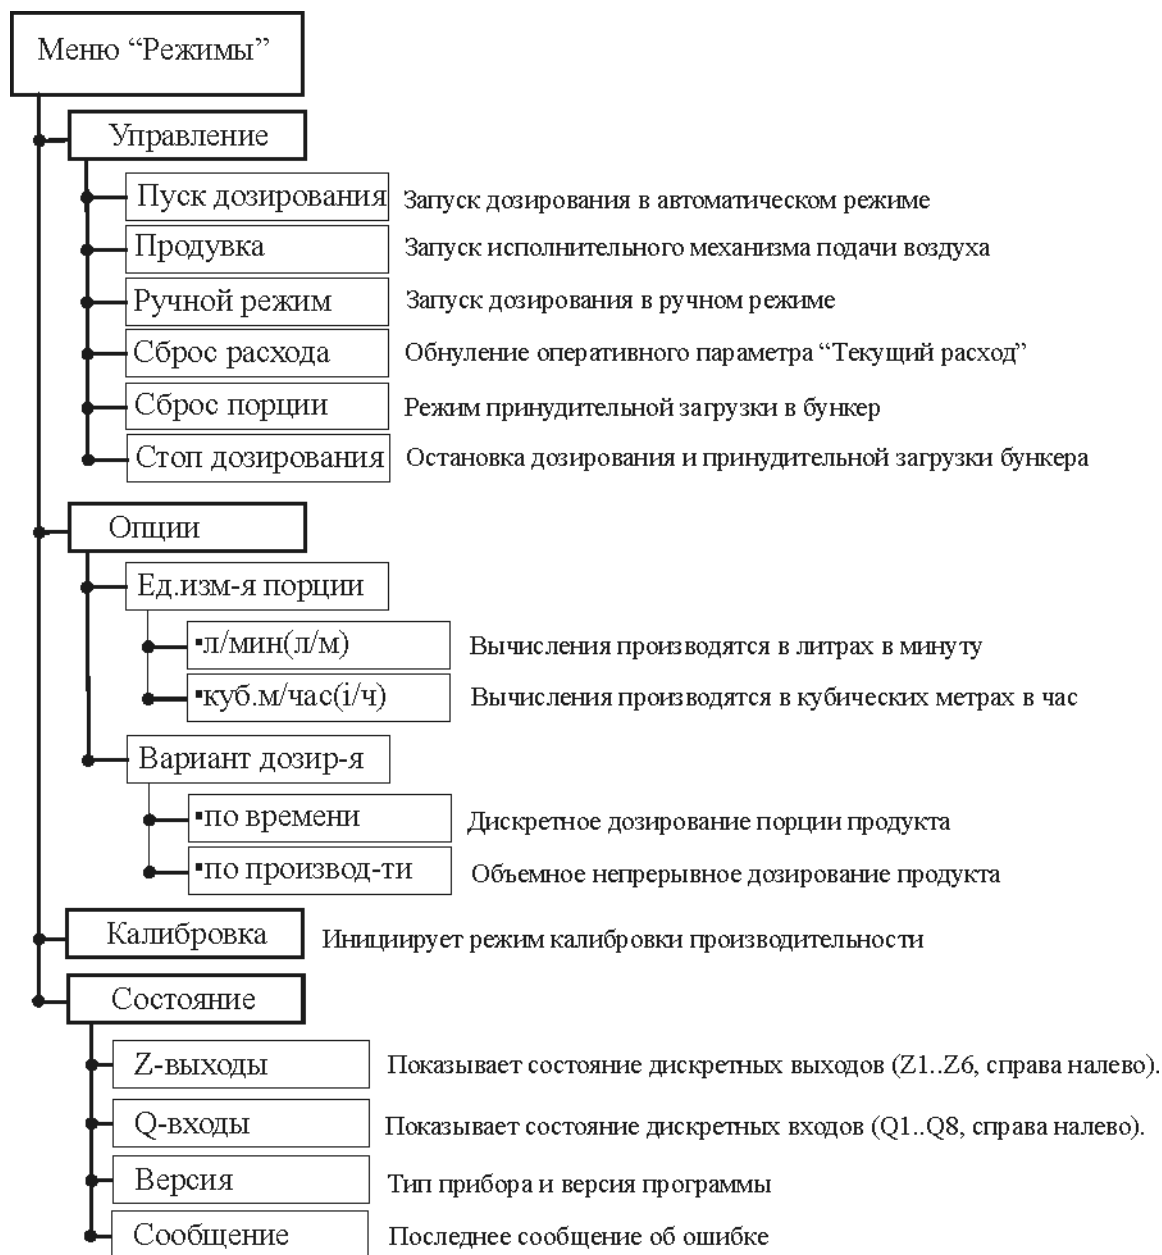 Меню “Режимы”
Управление
Пуск дозирования Запуск дозирования в автоматическом режиме
Продувка Запуск исполнительного механизма подачи воздуха
Ручной режим Запуск дозирования в ручном режиме
Сброс расхода Обнуление оперативного параметра “Текущий расход”
Сброс порции Режим принудительной загрузки в бункер
Стоп дозирования Остановка дозирования и принудительной загрузки бункера
Опции
Ед.изм-я порции
▪л/мин(л/м) Вычисления производятся в литрах в минуту
▪куб.м/час(i/ч) Вычисления производятся в кубических метрах в час
Вариант дозир-я
▪по времени Дискретное дозирование порции продукта
▪по производ-ти Объемное непрерывное дозирование продукта
Калибровка Инициирует режим калибровки производительности
Состояние
Z-выходы Показывает состояние дискретных выходов (Z1..Z6, справа налево).
Q-входы Показывает состояние дискретных входов (Q1..Q8, справа налево).
Версия Тип прибора и версия программы
Сообщение Последнее сообщение об ошибке